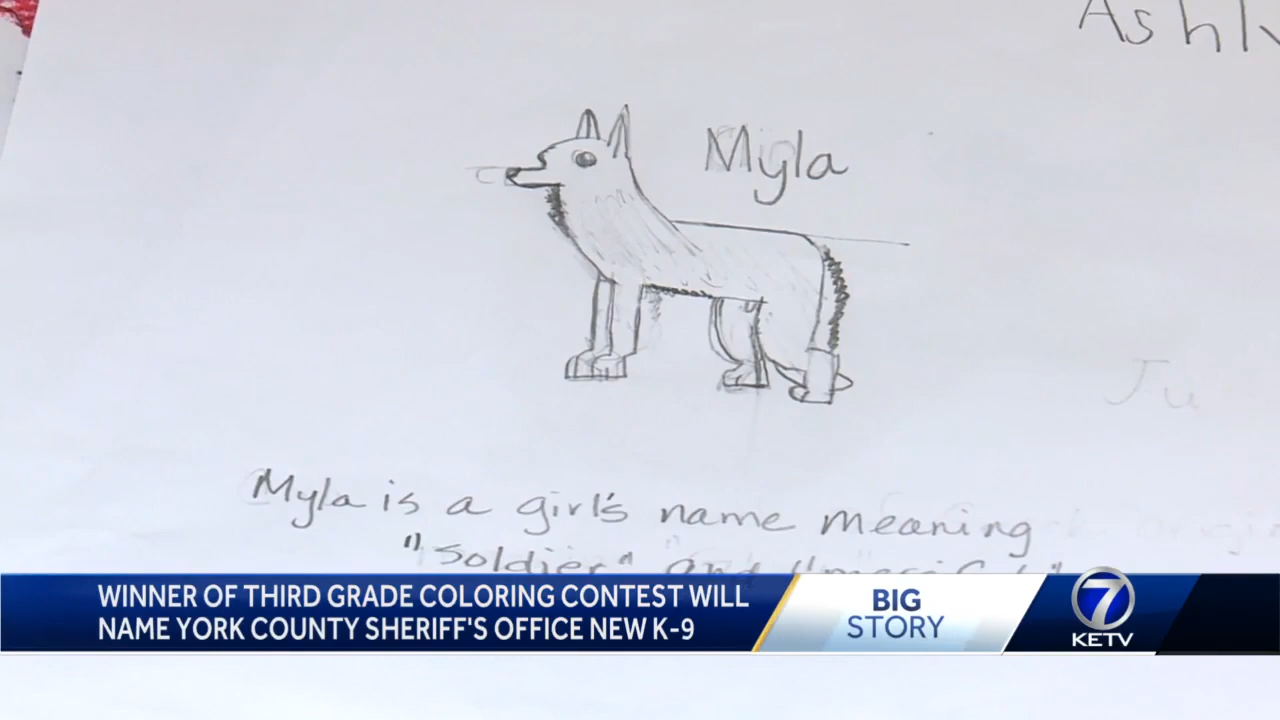 Myla
Myla is a girl's name meaning
"Soldier" and
WINNER OF THIRD GRADE COLORING CONTEST WILL
NAME YORK COUNTY SHERIFF'S OFFICE NEW K-9
BIG
STORY
7
KETV